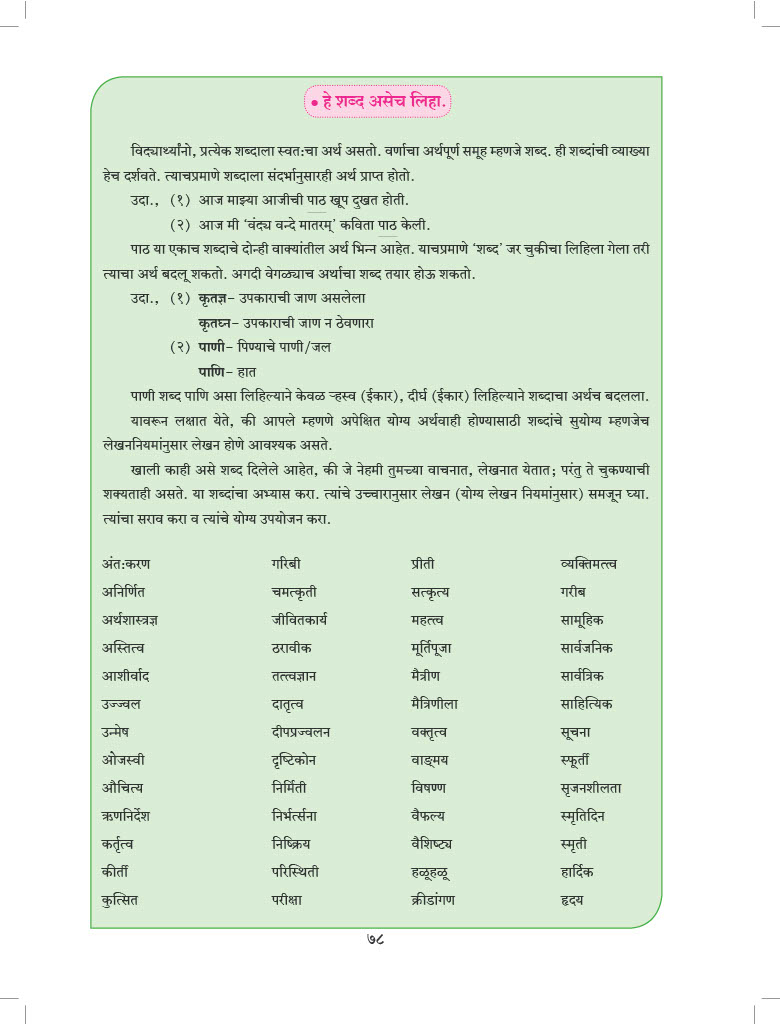 • हे शब्द असेच लिहा.
विद्यार्थ्यांनो, प्रत्येक शब्दाला स्वत:चा अर्थ असतो. वर्णांचा अर्थपूर्ण समूह म्हणजे शब्द. ही शब्दांची व्याख्या
हेच दर्शवते. त्याचप्रमाणे शब्दाला संदर्भानुसारही अर्थ प्राप्त होतो.
उदा., (१) आज माझ्या आजीची पाठ खूप दुखत होती.
(२) आज मी ‘वंद्य वन्दे मातरम्’ कविता पाठ केली.
पाठ या एकाच शब्दाचे दोन्ही वाक्यांतील अर्थ भिन्न आहेत. याचप्रमाणे ‘शब्द’ जर चुकीचा लिहिला गेला तरी
त्याचा अर्थ बदलू शकतो. अगदी वेगळ्याच अर्थाचा शब्द तयार होऊ शकतो.
उदा., (१) कृतज्ञ– उपकाराची जाण असलेला
कृतघ्न– उपकाराची जाण न ठेवणारा
(२) पाणी– पिण्याचे पाणी/जल
पाणि– हात
पाणी शब्द पाणि असा लिहिल्याने केवळ ऱ्हस्व (ईकार), दीर्घ (ईकार) लिहिल्याने शब्दाचा अर्थच बदलला.
यावरून लक्षात येते, की आपले म्हणणे अपेक्षित योग्य अर्थवाही होण्यासाठी शब्दांचे सुयोग्य म्हणजेच
लेखननियमांनुसार लेखन होणे आवश्यक असते.
खाली काही असे शब्द दिलेले आहेत, की जे नेहमी तुमच्या वाचनात, लेखनात येतात; परंतु ते चुकण्याची
शक्यताही असते. या शब्दांचा अभ्यास करा. त्यांचे उच्चारानुसार लेखन (योग्य लेखन नियमांनुसार) समजून घ्या.
त्यांचा सराव करा व त्यांचे योग्य उपयोजन करा.
अंत:करण गरिबी प्रीती व्यक्तिमत्त्व
अनिर्णित चमत्कृती सत्कृत्य गरीब
अर्थशास्त्रज्ञ जीवितकार्य महत्त्व सामूहिक
अस्तित्व ठरावीक मूर्तिपूजा सार्वजनिक
आशीर्वाद तत्त्वज्ञान मैत्रीण सार्वत्रिक
उज्ज्वल दातृत्व मैत्रिणीला साहित्यिक
उन्मेष दीपप्रज्वलन वक्तृत्व सूचना
ओजस्वी दृष्टिकोन वाङ्मय स्फूर्ती
औचित्य निर्मिती विषण्ण सृजनशीलता
ऋणनिर्देश निर्भर्त्सना वैफल्य स्मृतिदिन
कर्तृत्व निष्क्रिय वैशिष्ट्य स्मृती
कीर्ती परिस्थिती हळूहळू हार्दिक
कुत्सित परीक्षा क्रीडांगण हृदय
७८